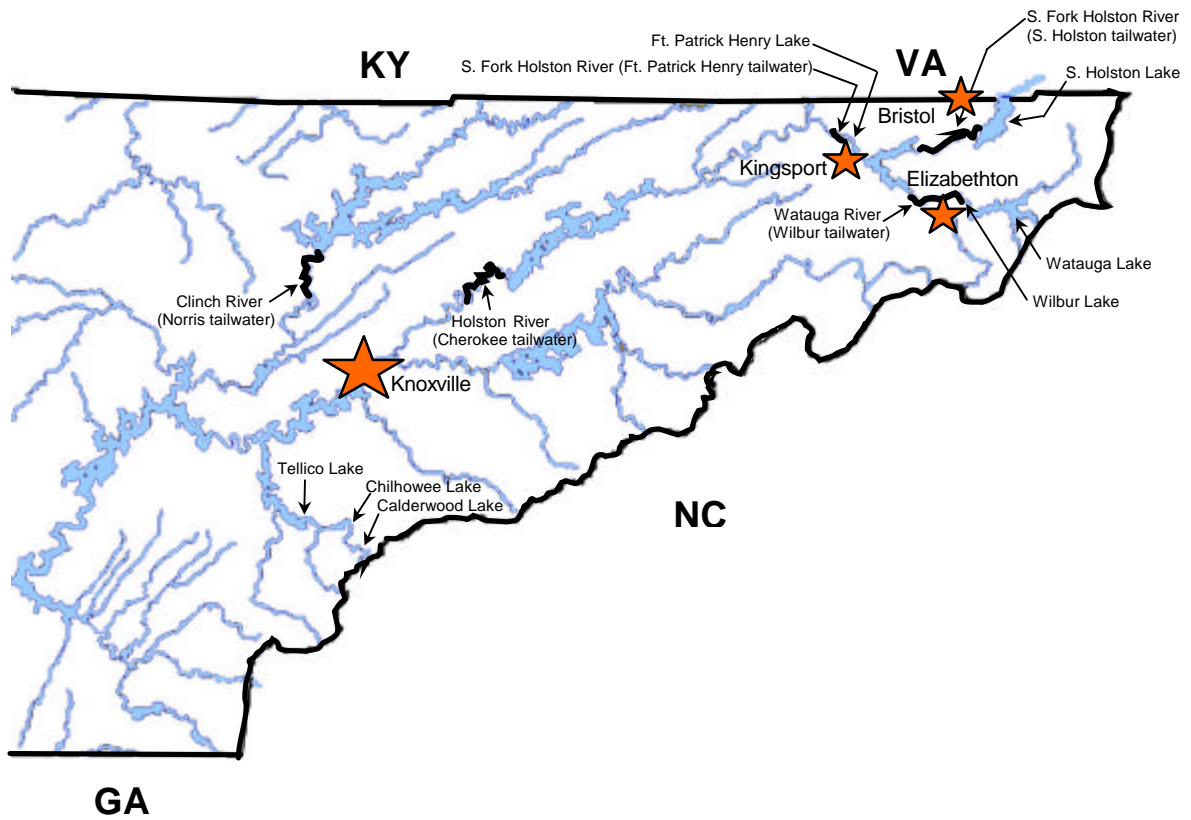 S. Fork Holston River
(S. Holston tailwater)
Ft. Patrick Henry Lake
KY
S. Fork Holston River (Ft. Patrick Henry tailwater)
VA
S. Holston Lake
Bristol
Kingsport
Elizabethton
Watauga River
(Wilbur tailwater)
Watauga Lake
Clinch River
(Norris tailwater)
Wilbur Lake
Holston River
(Cherokee tailwater)
Knoxville
Tellico Lake
Chilhowee Lake
Calderwood Lake
NC
GA